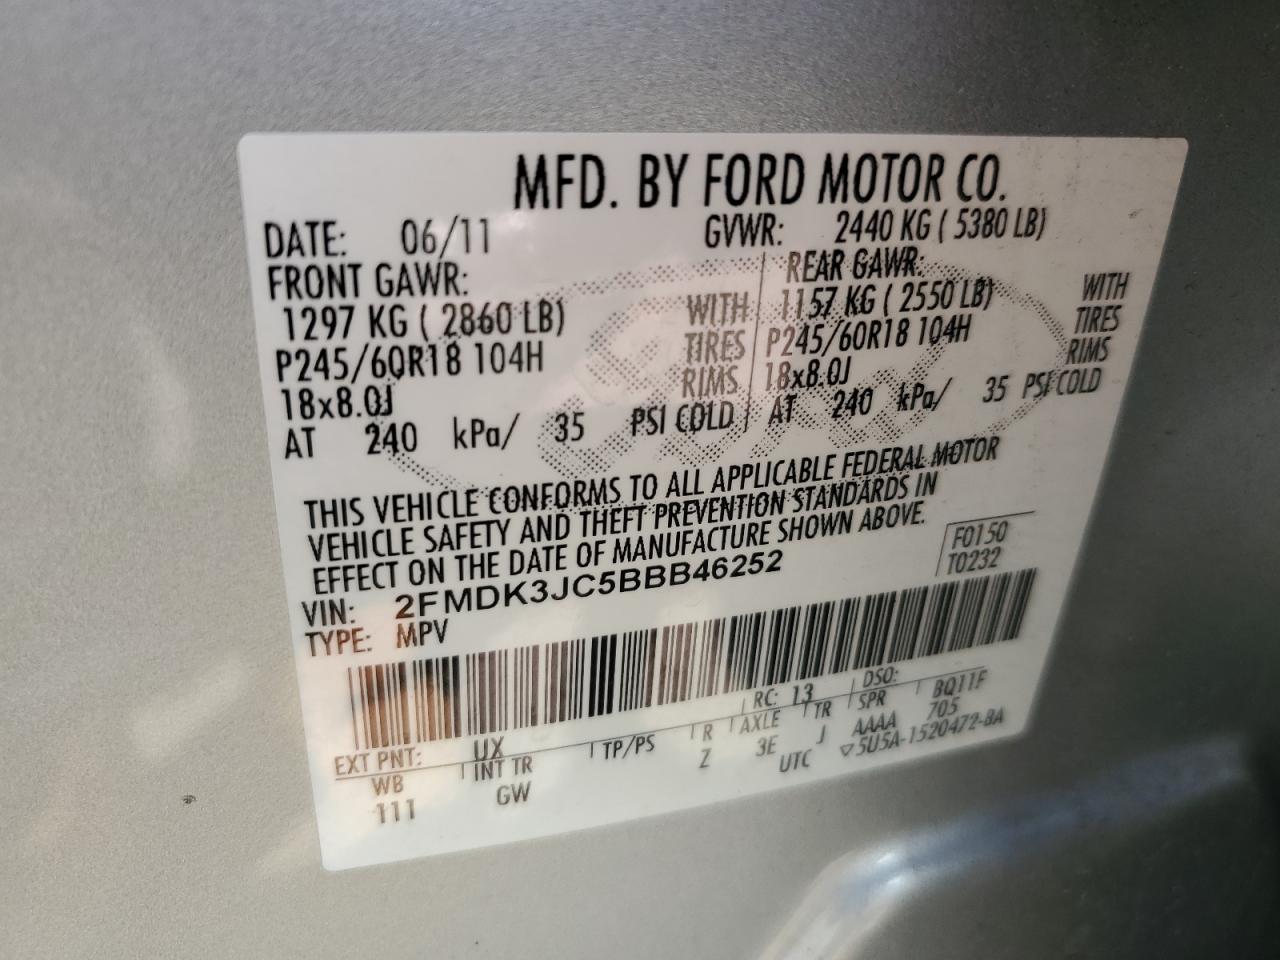 MFD. BY FORD MOTOR CO.
DATE: 06/11 GVWR: 2440 KG ( 5380 LB)
FRONT GAWR: REAR GAWR:
1297 KG ( 2860 LB) WITH 1157 KG ( 2550 LB) WITH
P245/60R18 104H TIRES P245/60R18 104H TIRES
18x8.0J RIMS 18x8.0J RIMS
AT 240 kPa/ 35 PSI COLD AT 240 kPa/ 35 PSI COLD
THIS VEHICLE CONFORMS TO ALL APPLICABLE FEDERAL MOTOR
VEHICLE SAFETY AND THEFT PREVENTION STANDARDS IN
EFFECT ON THE DATE OF MANUFACTURE SHOWN ABOVE.
F0150
VIN: 2FMDK3JC5BBB46252 T0232
TYPE: MPV
EXT PNT: UX RC: 13 DSO:
WB INT TR TP/PS R AXLE TR SPR BQ11F
111 GW Z 3E J AAAA 705
UTC ▽5U5A-1520472-BA